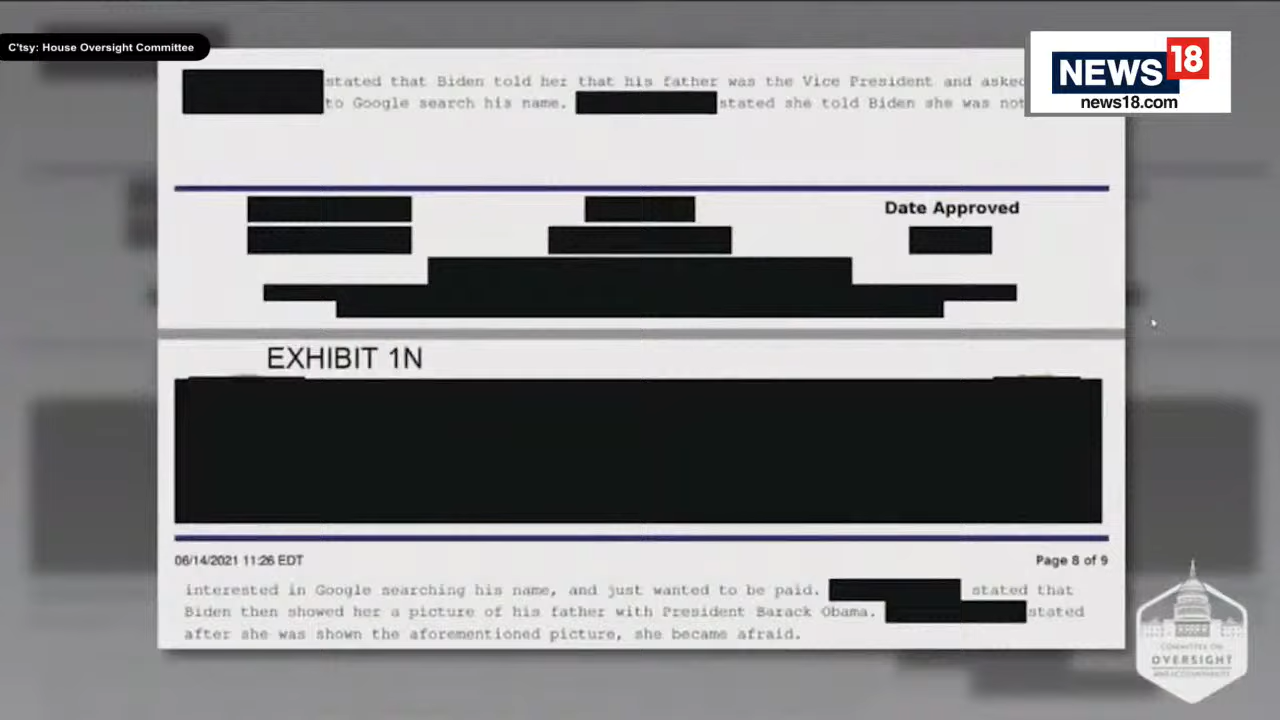 C'tsy: House Oversight Committee
NEWS 18
news18.com
stated that Biden told her that his father was the Vice President and asked
to Google search his name. stated she told Biden she was not
Date Approved
EXHIBIT 1N
06/14/2021 11:26 EDT
Page 8 of 9
interested in Google searching his name, and just wanted to be paid. stated that
Biden then showed her a picture of his father with President Barack Obama. stated
after she was shown the aforementioned picture, she became afraid.
COMMITTEE ON
OVERSIGHT